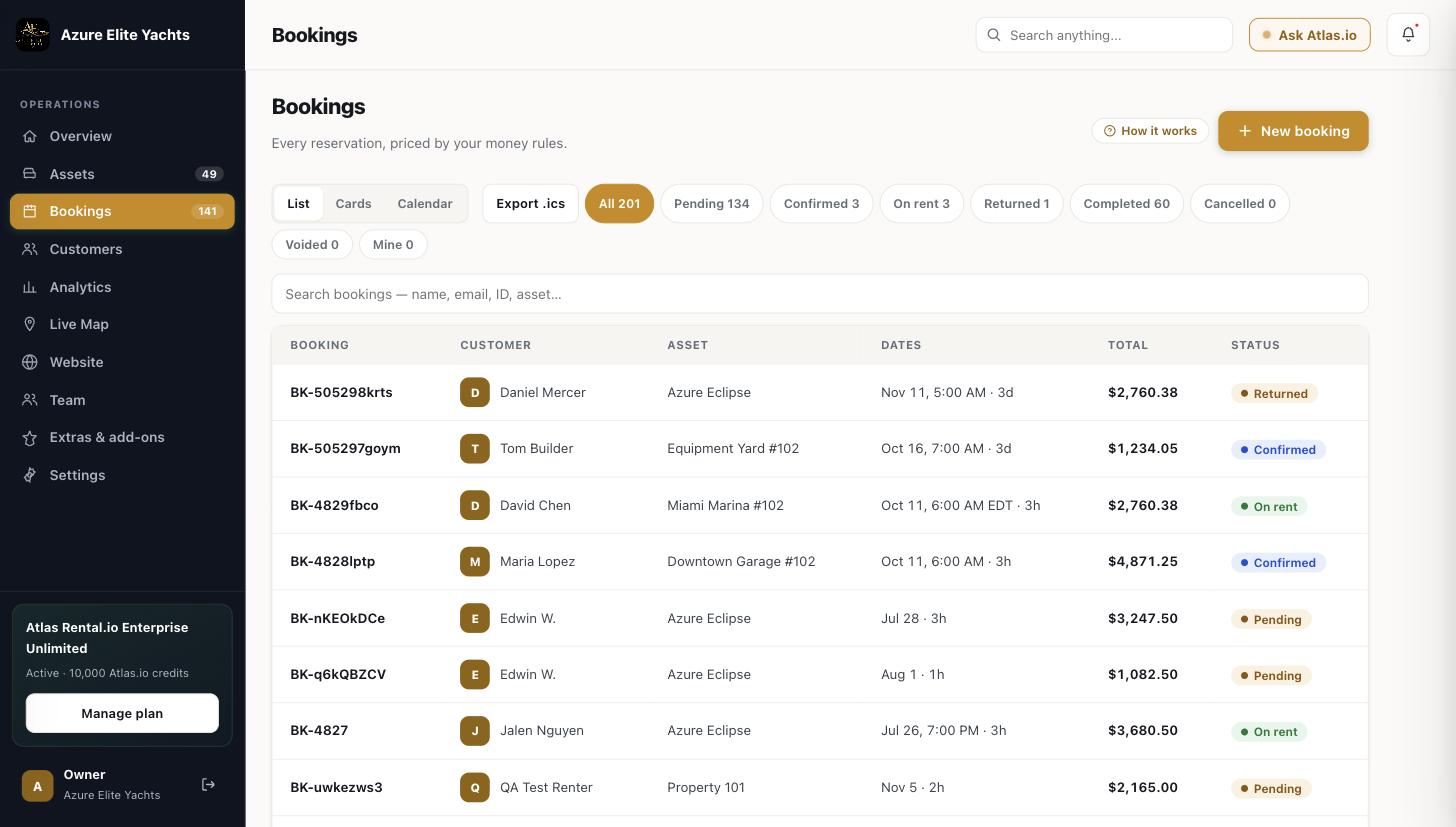 Azure Elite Yachts
Bookings
Search anything...
Ask Atlas.io
OPERATIONS
Overview
Assets 49
Bookings 141
Customers
Analytics
Live Map
Website
Team
Extras & add-ons
Settings
Atlas Rental.io Enterprise
Unlimited
Active · 10,000 Atlas.io credits
Manage plan
A
Owner
Azure Elite Yachts
Bookings
Every reservation, priced by your money rules.
How it works
New booking
List Cards Calendar Export .ics All 201 Pending 134 Confirmed 3 On rent 3 Returned 1 Completed 60 Cancelled 0
Voided 0 Mine 0
Search bookings — name, email, ID, asset...
BOOKING CUSTOMER ASSET DATES TOTAL STATUS
BK-505298krts D Daniel Mercer Azure Eclipse Nov 11, 5:00 AM · 3d $2,760.38 Returned
BK-505297goym T Tom Builder Equipment Yard #102 Oct 16, 7:00 AM · 3d $1,234.05 Confirmed
BK-4829fbco D David Chen Miami Marina #102 Oct 11, 6:00 AM EDT · 3h $2,760.38 On rent
BK-4828lptp M Maria Lopez Downtown Garage #102 Oct 11, 6:00 AM · 3h $4,871.25 Confirmed
BK-nKEOkDCe E Edwin W. Azure Eclipse Jul 28 · 3h $3,247.50 Pending
BK-q6kQBZCV E Edwin W. Azure Eclipse Aug 1 · 1h $1,082.50 Pending
BK-4827 J Jalen Nguyen Azure Eclipse Jul 26, 7:00 PM · 3h $3,680.50 On rent
BK-uwkezws3 Q QA Test Renter Property 101 Nov 5 · 2h $2,165.00 Pending